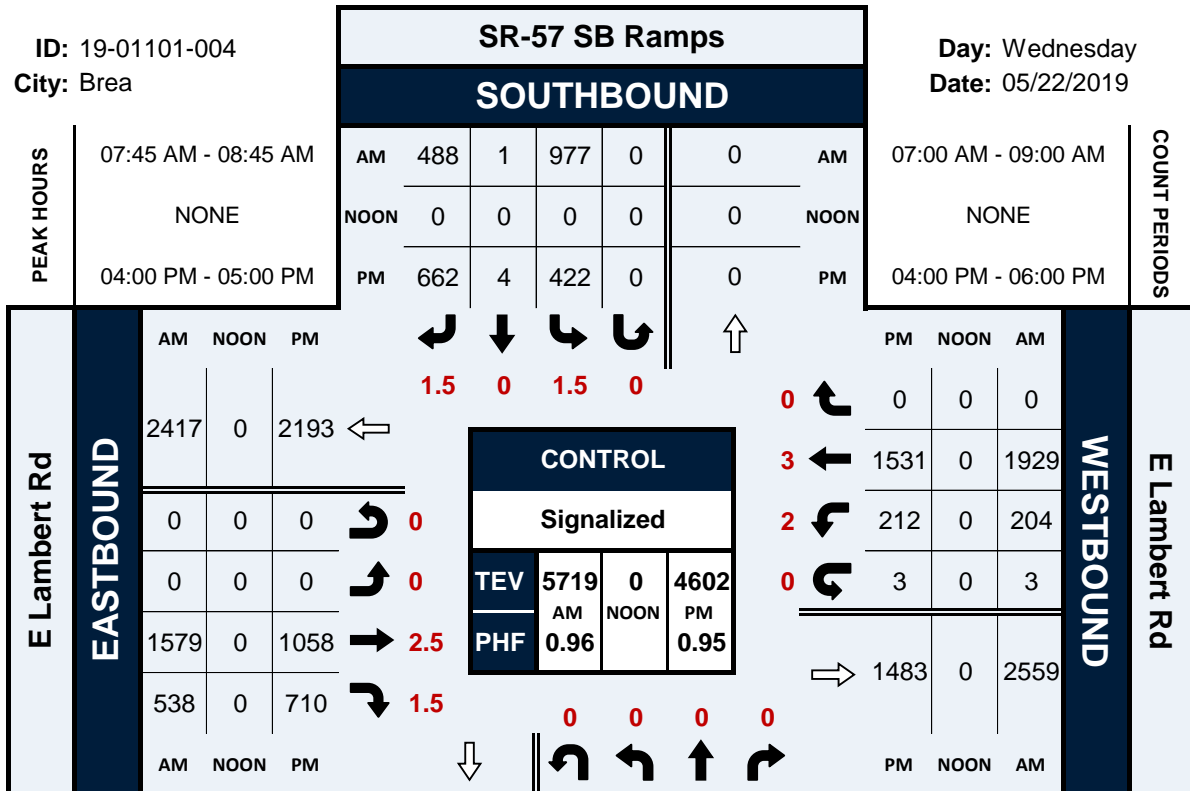 SR-57 SB Ramps
ID: 19-01101-004
Day: Wednesday
City: Brea
Date: 05/22/2019
SOUTHBOUND
PEAK HOURS
07:45 AM - 08:45 AM
AM 488 1 977 0 0 AM
07:00 AM - 09:00 AM
COUNT PERIODS
NONE
NOON 0 0 0 0 0 NOON
NONE
04:00 PM - 05:00 PM
PM 662 4 422 0 0 PM
04:00 PM - 06:00 PM
AM NOON PM
PM NOON AM
1.5 0 1.5 0
0 0 0 0
2417 0 2193
CONTROL
3 1531 0 1929
E Lambert Rd
EASTBOUND
WESTBOUND
E Lambert Rd
0 0 0 0
Signalized
2 212 0 204
0 0 0 0
TEV 5719 0 4602
AM NOON PM
0 3 0 3
1579 0 1058 2.5
PHF 0.96 0.95
1483 0 2559
538 0 710 1.5
0 0 0 0
AM NOON PM
PM NOON AM